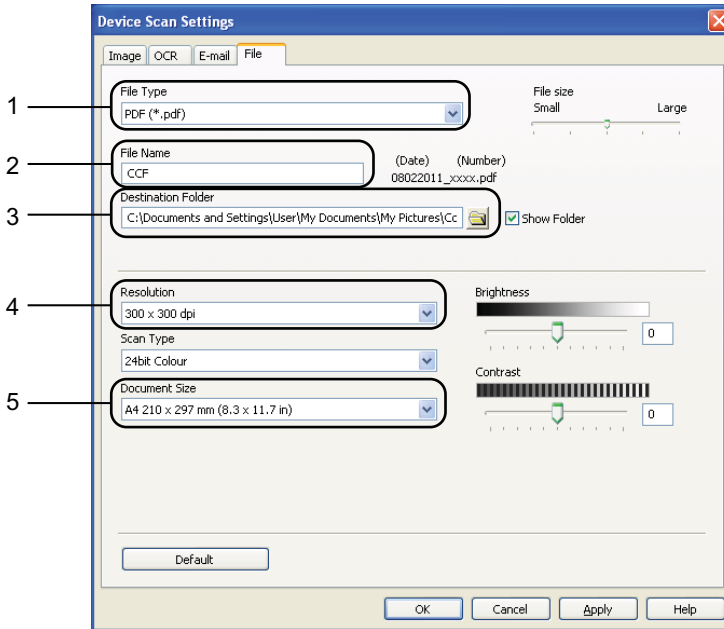 Device Scan Settings
Image OCR E-mail File
1
File Type
PDF (*.pdf)
File size
Small Large
2
File Name
CCF
(Date) (Number)
08022011_xxxx.pdf
3
Destination Folder
C:\Documents and Settings\User\My Documents\My Pictures\Cc
Show Folder
4
Resolution
300 x 300 dpi
Brightness
0
Scan Type
24bit Colour
Contrast
0
5
Document Size
A4 210 x 297 mm (8.3 x 11.7 in)
Default
OK Cancel Apply Help